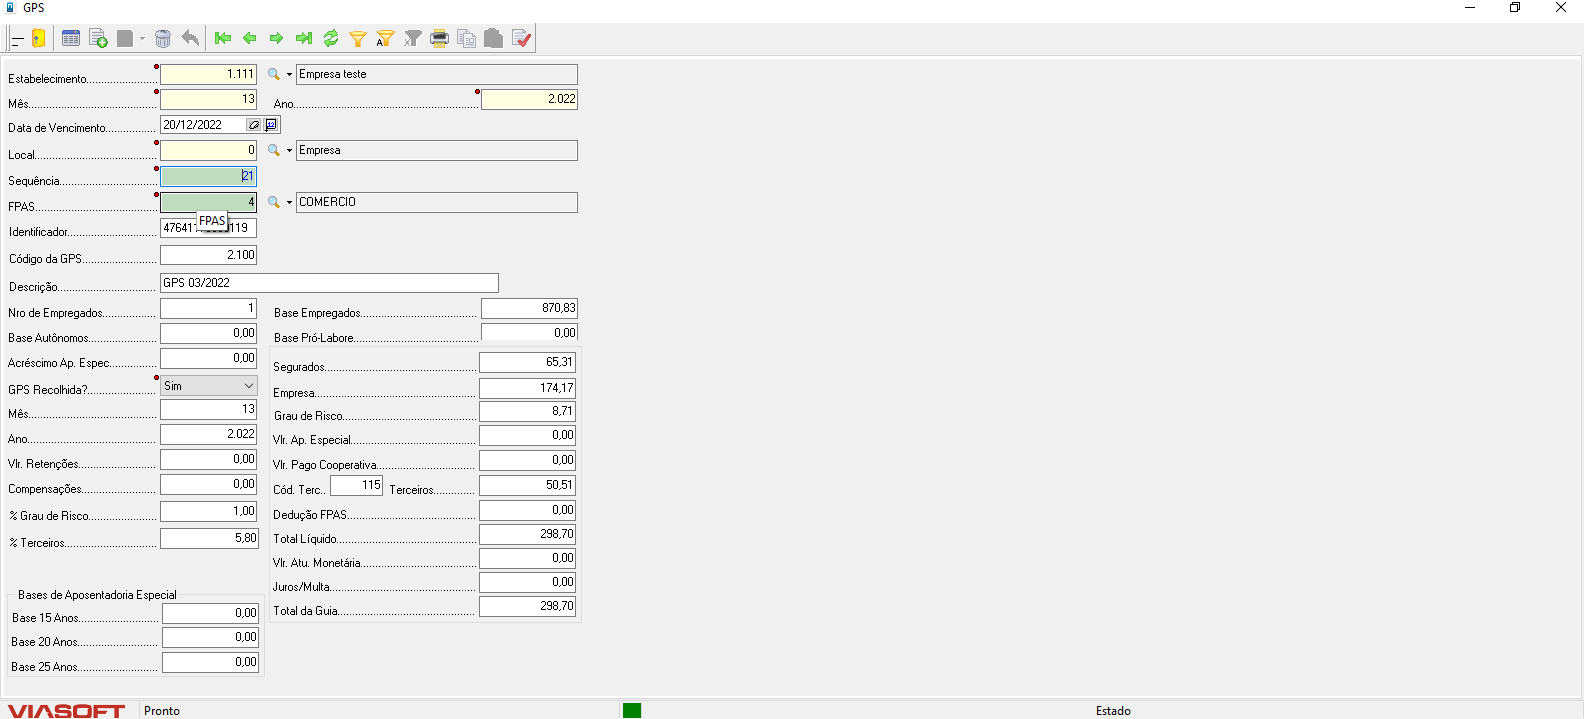 GPS
Estabelecimento 1.111 Empresa teste
Mês 13 Ano 2.022
Data de Vencimento 20/12/2022
Local 0 Empresa
Sequência 21
FPAS 4 COMERCIO
FPAS
Identificador 119
Código da GPS 2.100
Descrição GPS 03/2022
Nro de Empregados 1 Base Empregados 870,83
Base Autônomos 0,00 Base Pró-Labore 0,00
Acréscimo Ap. Espec. 0,00 Segurados 65,31
GPS Recolhida? Sim Empresa 174,17
Mês 13 Grau de Risco 8,71
Ano 2.022 Vlr. Ap. Especial 0,00
Vlr. Retenções 0,00 Vlr. Pago Cooperativa 0,00
Compensações 0,00 Cód. Terc.. 115 Terceiros 50,51
% Grau de Risco 1,00 Dedução FPAS 0,00
% Terceiros 5,80 Total Líquido 298,70
Vlr. Atu. Monetária 0,00
Juros/Multa 0,00
Total da Guia 298,70
Bases de Aposentadoria Especial
Base 15 Anos 0,00
Base 20 Anos 0,00
Base 25 Anos 0,00
VIASOFT Pronto Estado